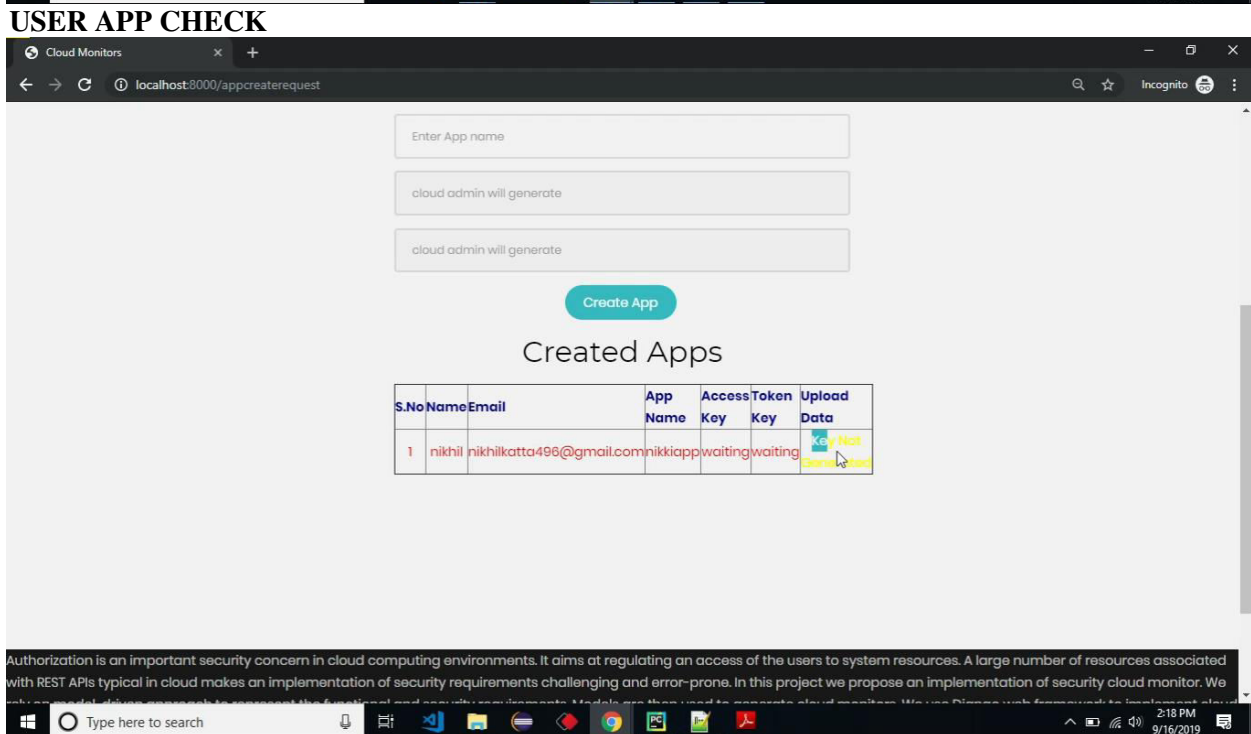 USER APP CHECK
Cloud Monitors
localhost:8000/appcreaterequest
Incognito
Enter App name
cloud admin will generate
cloud admin will generate
Create App
Created Apps
S.No Name Email App Name Access Key Token Key Upload Data
1 nikhil nikhilkatta496@gmail.com nikkiapp waiting waiting Key Not
Authorization is an important security concern in cloud computing environments. It aims at regulating an access of the users to system resources. A large number of resources associated
with REST APIs typical in cloud makes an implementation of security requirements challenging and error-prone. In this project we propose an implementation of security cloud monitor. We
Type here to search
2:18 PM
9/16/2019